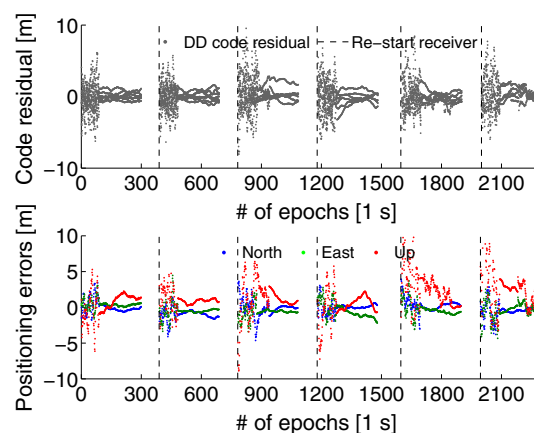 Code residual [m]
10
0
−10
DD code residual
Re-start receiver
0 300 600 900 1200 1500 1800 2100
# of epochs [1 s]
Positioning errors [m]
10
5
0
−5
−10
North East Up
0 300 600 900 1200 1500 1800 2100
# of epochs [1 s]